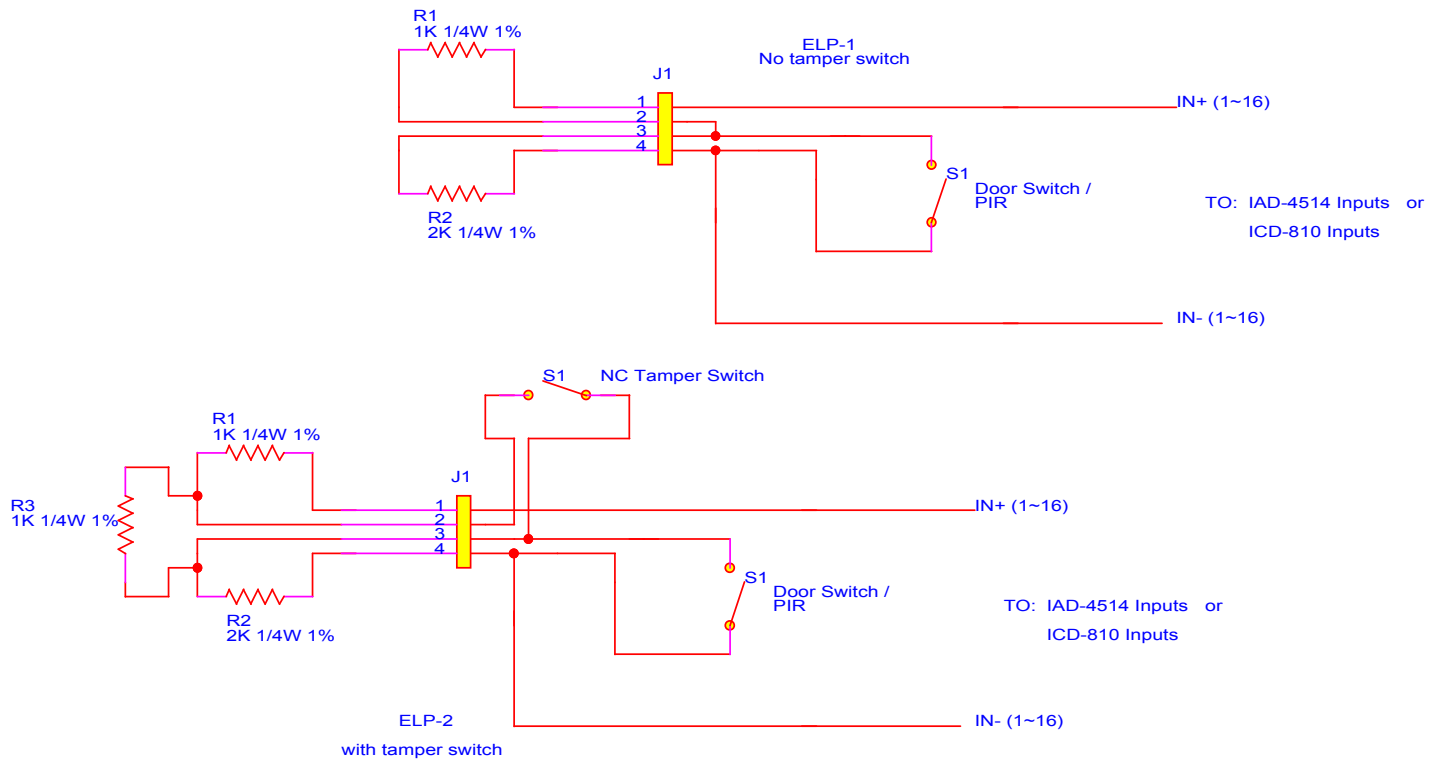 R1
1K 1/4W 1%
ELP-1
No tamper switch
J1
1
2
3
4
IN+ (1~16)
S1
Door Switch /
PIR
TO: IAD-4514 Inputs or
ICD-810 Inputs
R2
2K 1/4W 1%
IN- (1~16)
S1 NC Tamper Switch
R1
1K 1/4W 1%
J1
R3
1K 1/4W 1%
1
2
3
4
IN+ (1~16)
S1
Door Switch /
PIR
TO: IAD-4514 Inputs or
ICD-810 Inputs
R2
2K 1/4W 1%
ELP-2
with tamper switch
IN- (1~16)